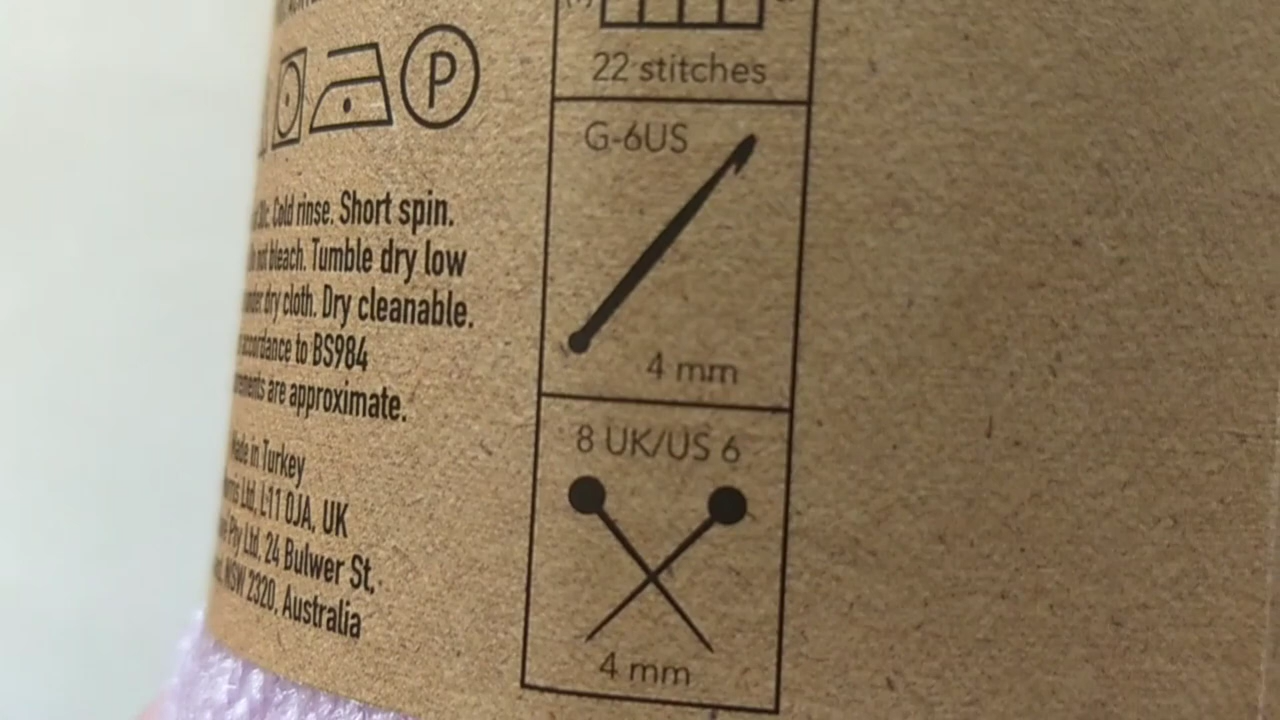 P
Cold rinse. Short spin.
not bleach. Tumble dry low
under dry cloth. Dry cleanable.
accordance to BS984
are approximate.
Made in Turkey
Ltd, L11 0JA, UK
Pty Ltd, 24 Bulwer St,
NSW 2320, Australia
22 stitches
G-6US
4 mm
8 UK/US 6
4 mm